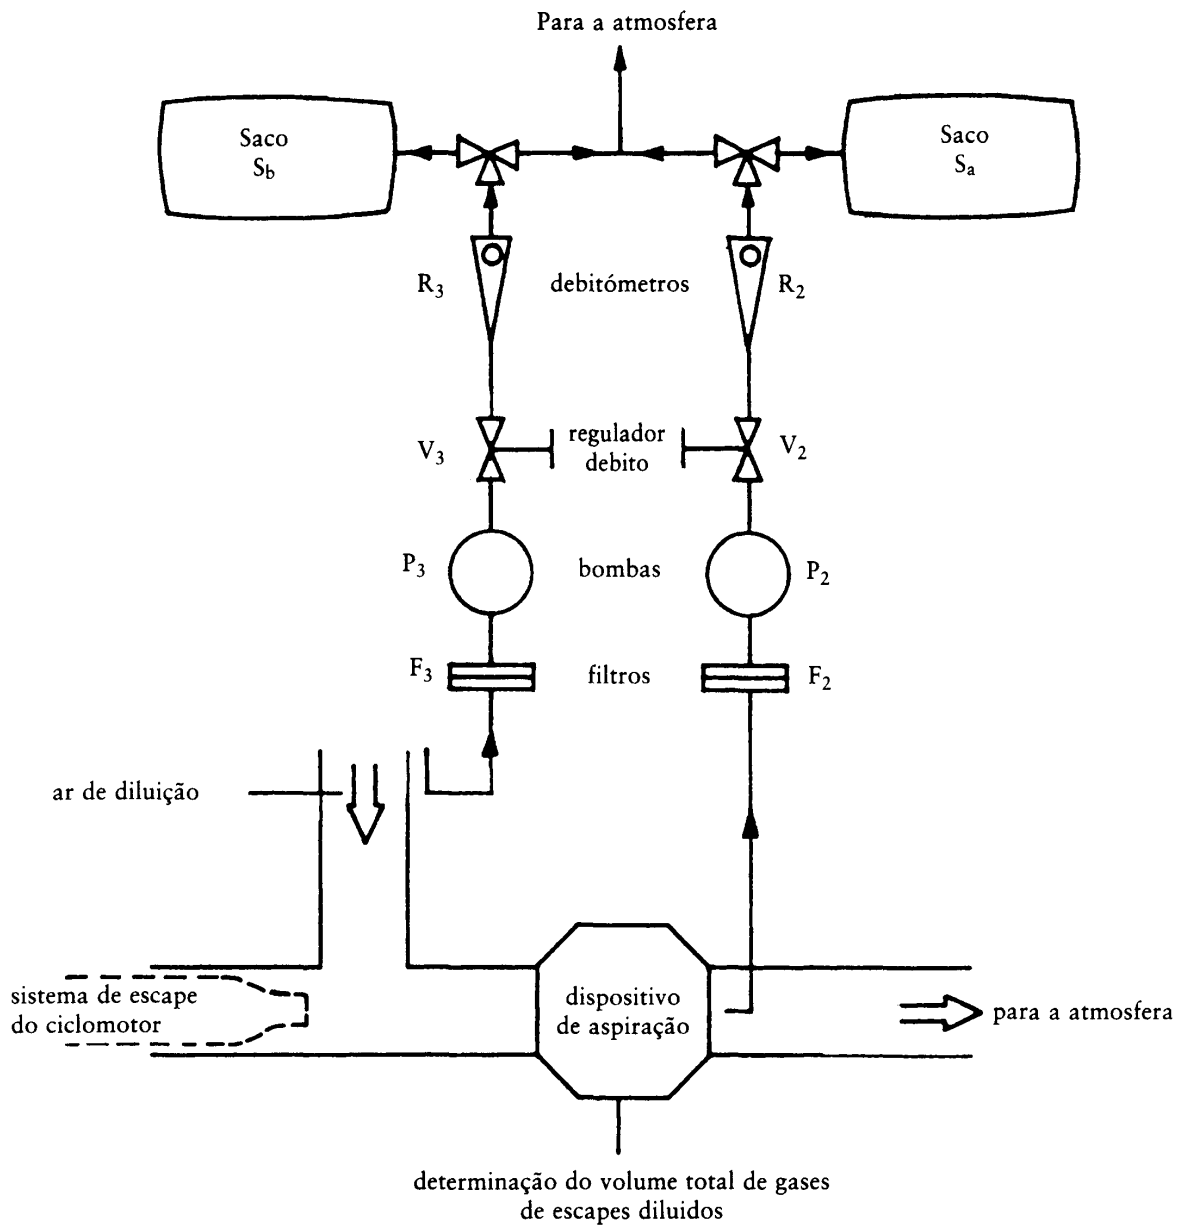 Para a atmosfera
Saco
Sb
Saco
Sa
R3
debitómetros
R2
V3
regulador
debito
V2
P3
bombas
P2
F3
filtros
F2
ar de diluição
sistema de escape
do ciclomotor
dispositivo
de aspiração
para a atmosfera
determinação do volume total de gases
de escapes diluidos